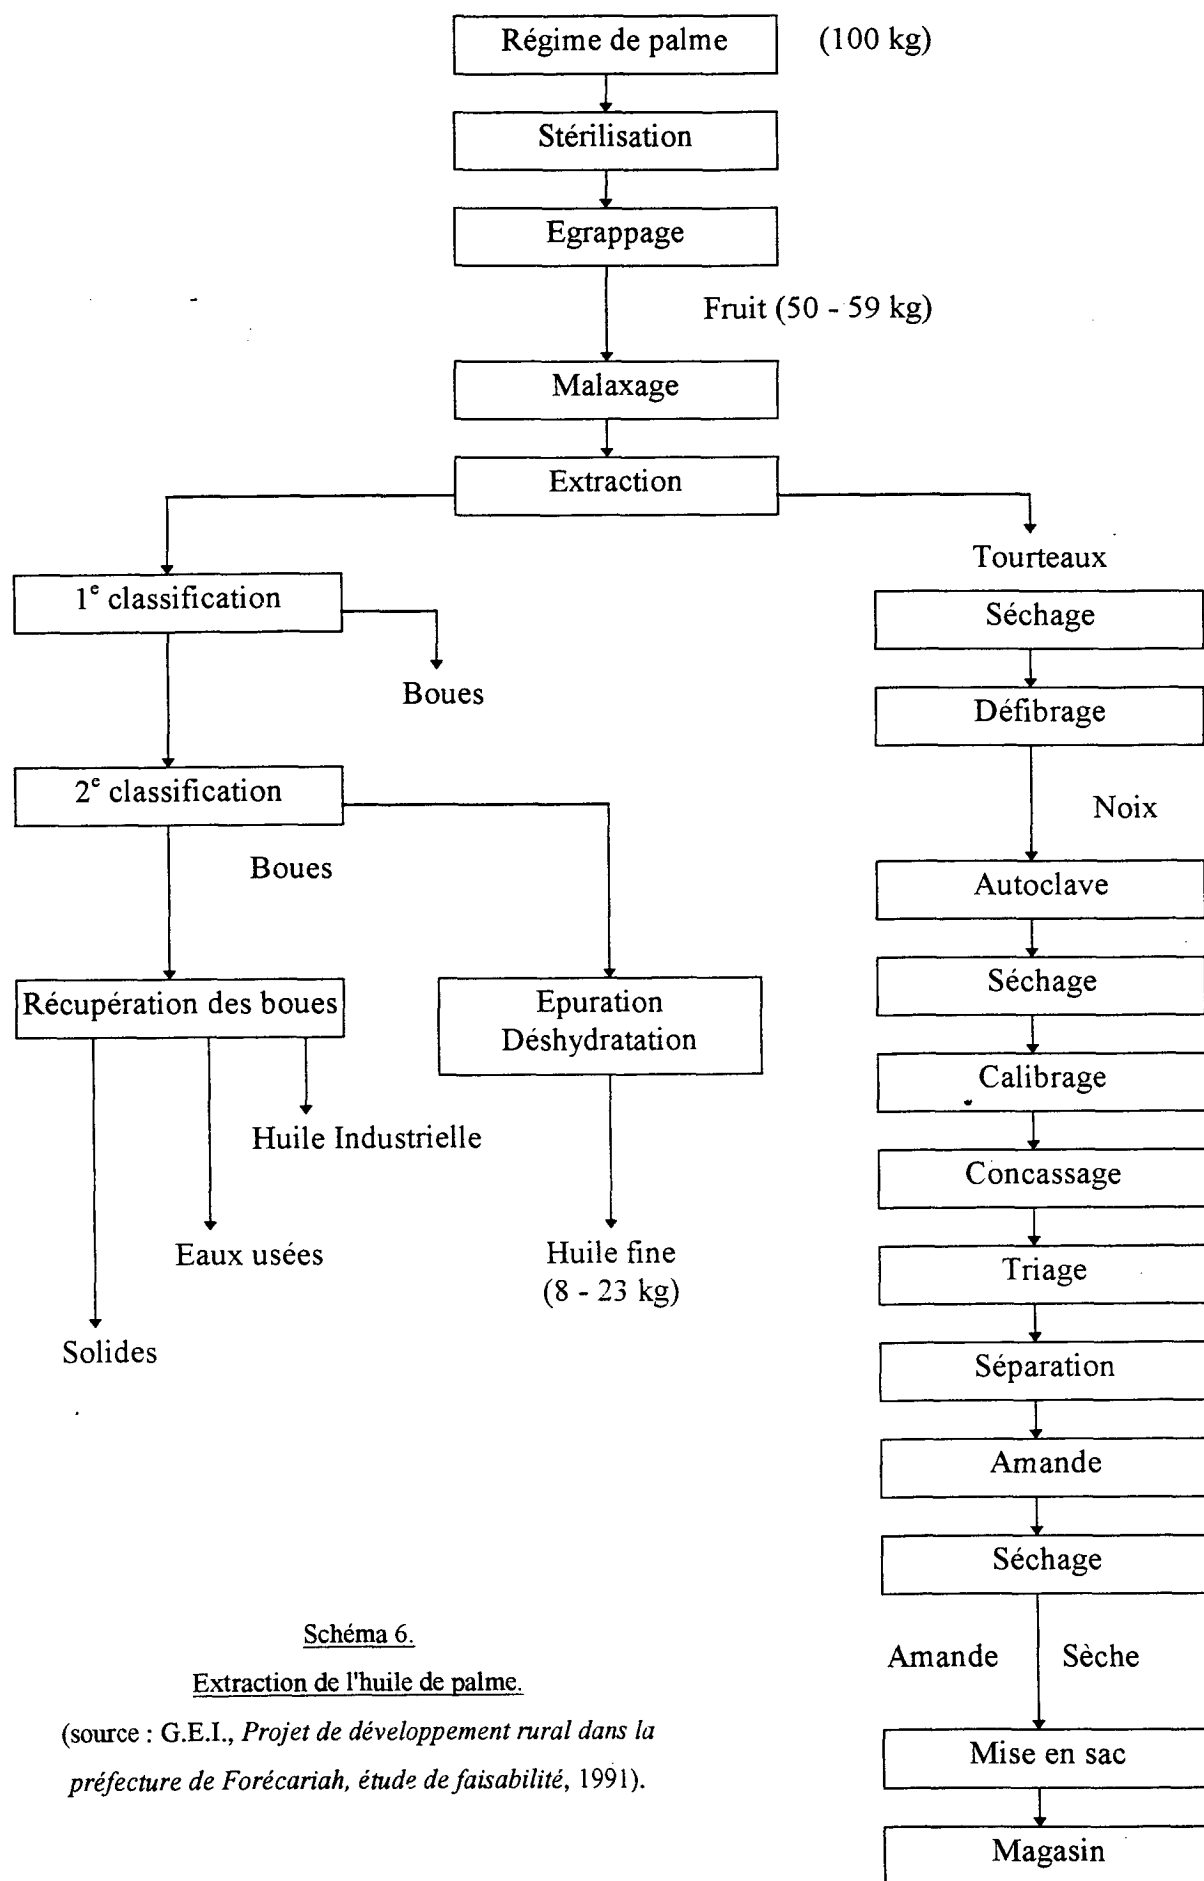 Régime de palme (100 kg)
Stérilisation
Egrappage
Fruit (50 - 59 kg)
Malaxage
Extraction
1e classification
Boues
2e classification
Boues
Récupération des boues
Huile Industrielle
Eaux usées
Solides
Epuration
Déshydratation
Huile fine
(8 - 23 kg)
Tourteaux
Séchage
Défibrage
Noix
Autoclave
Séchage
Calibrage
Concassage
Triage
Séparation
Amande
Séchage
Amande Sèche
Mise en sac
Magasin
Schéma 6.
Extraction de l'huile de palme.
(source : G.E.I., Projet de développement rural dans la
préfecture de Forécariah, étude de faisabilité, 1991).